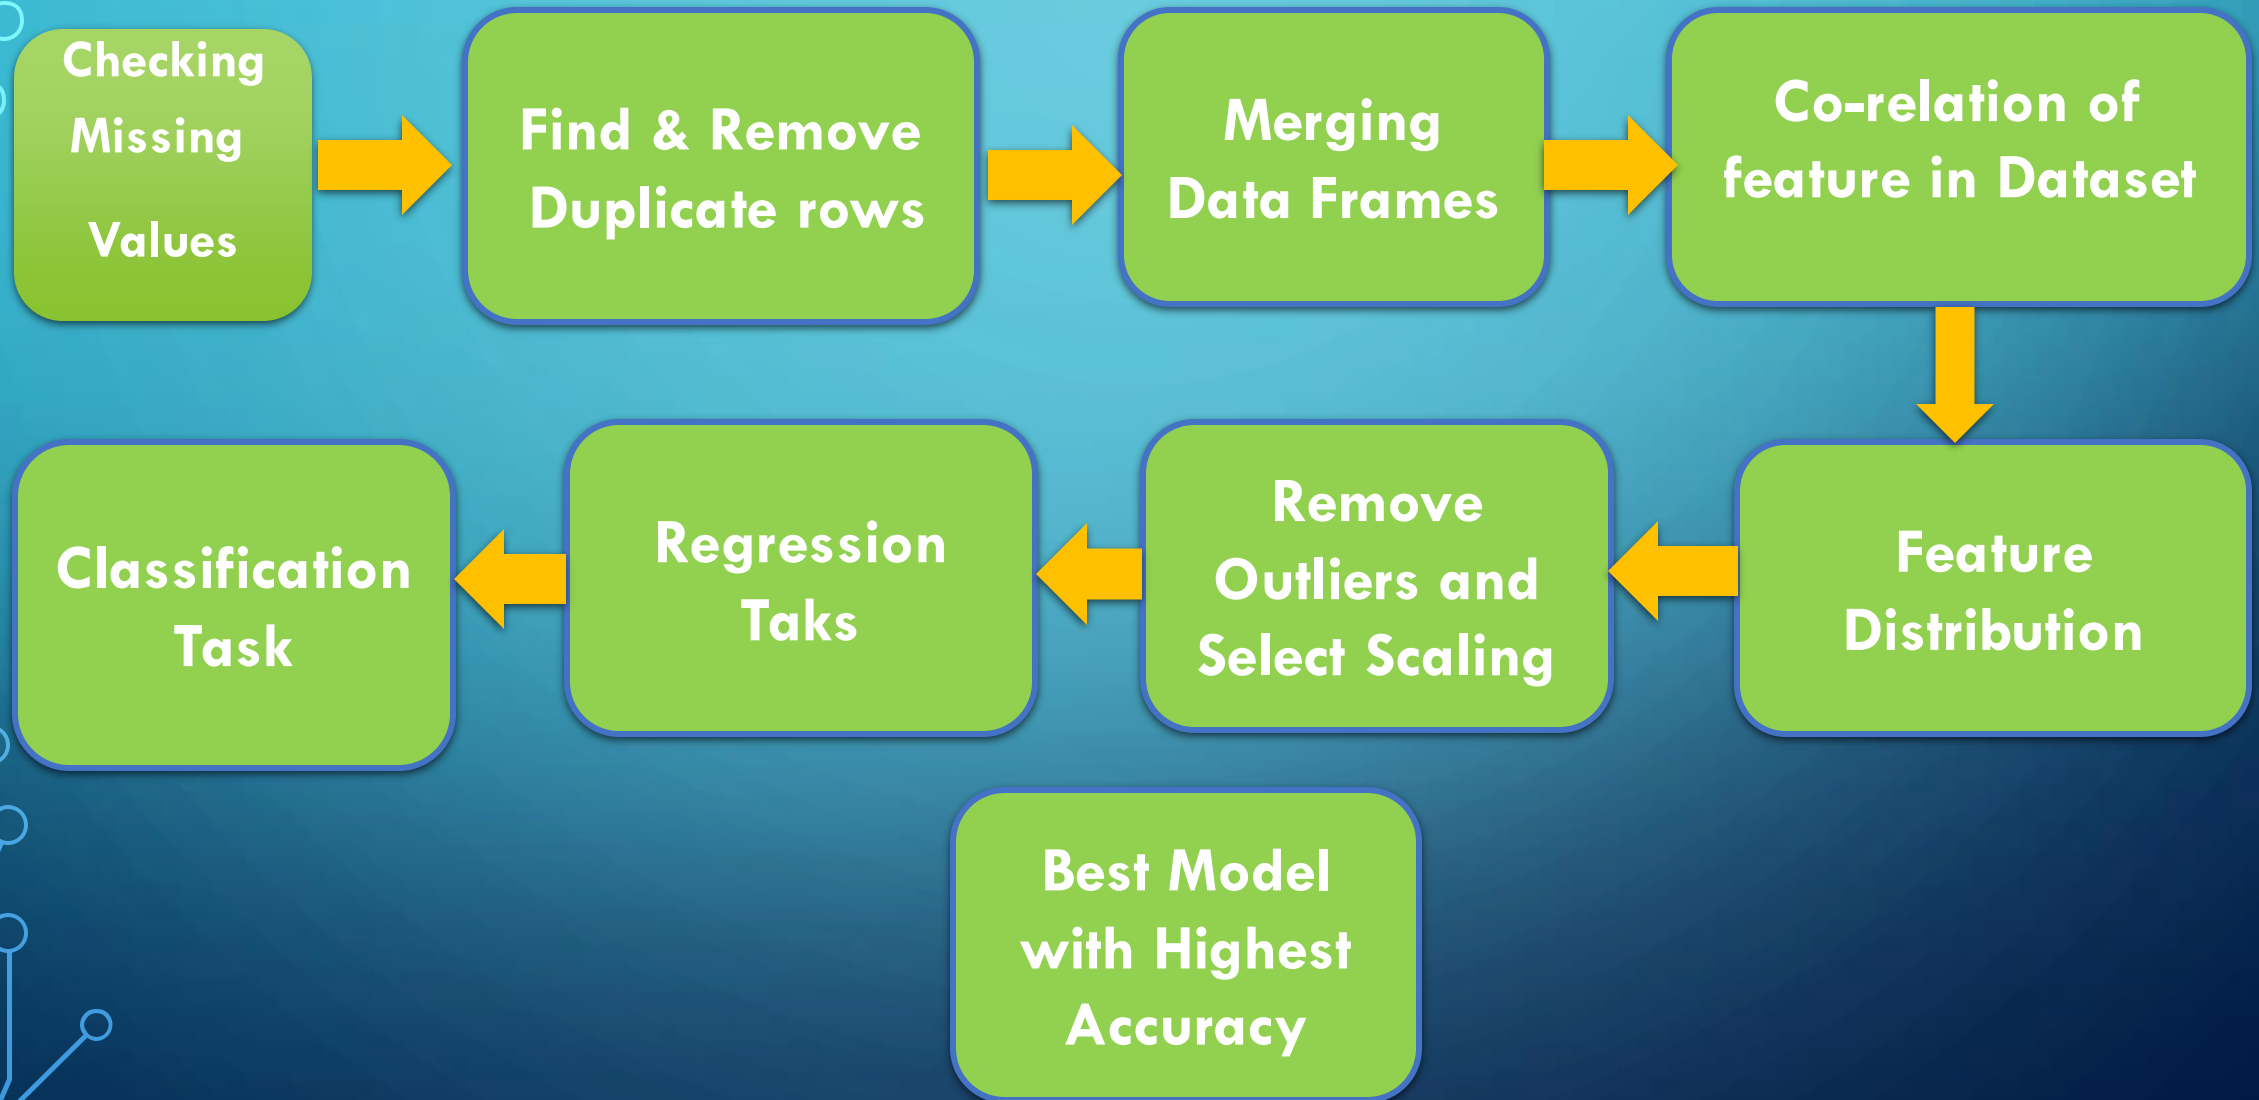 Checking
Missing
Values
Find & Remove
Duplicate rows
Merging
Data Frames
Co-relation of
feature in Dataset
Feature
Distribution
Remove
Outliers and
Select Scaling
Regression
Taks
Classification
Task
Best Model
with Highest
Accuracy